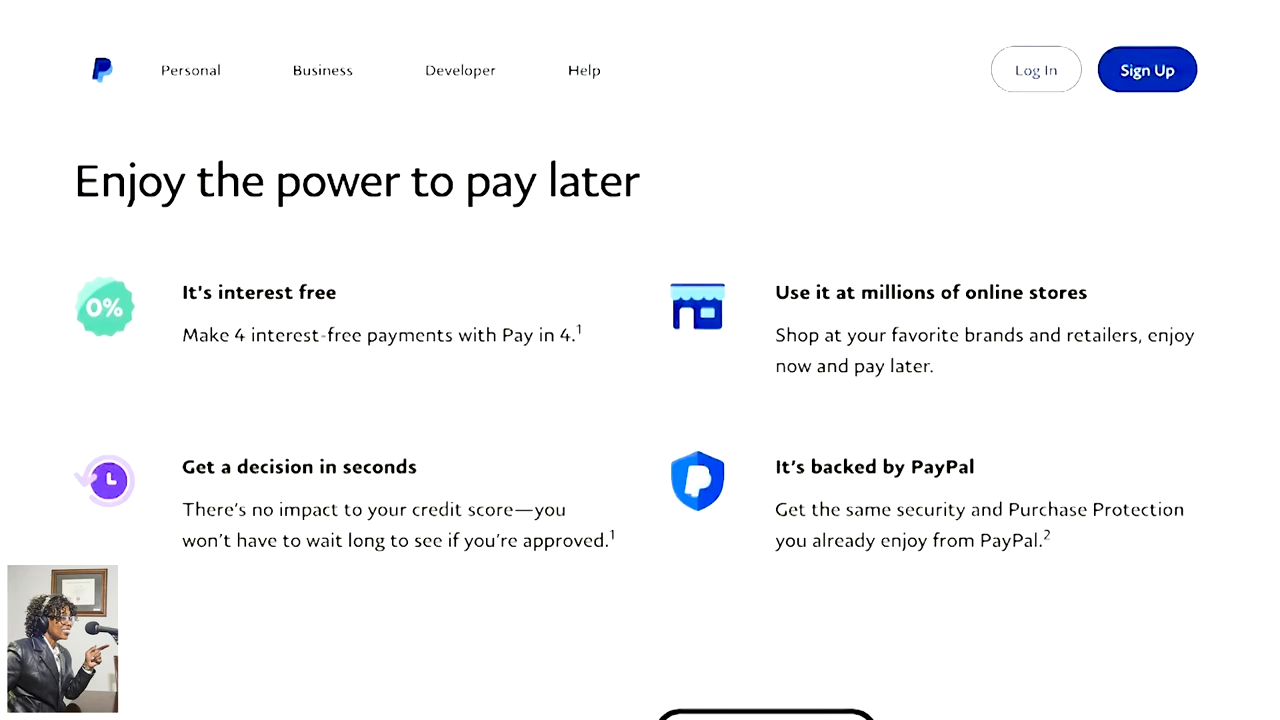 Personal Business Developer Help Log In Sign Up
Enjoy the power to pay later
0%
It's interest free
Make 4 interest-free payments with Pay in 4.1
Use it at millions of online stores
Shop at your favorite brands and retailers, enjoy
now and pay later.
Get a decision in seconds
There's no impact to your credit score—you
won't have to wait long to see if you're approved.1
It's backed by PayPal
Get the same security and Purchase Protection
you already enjoy from PayPal.2